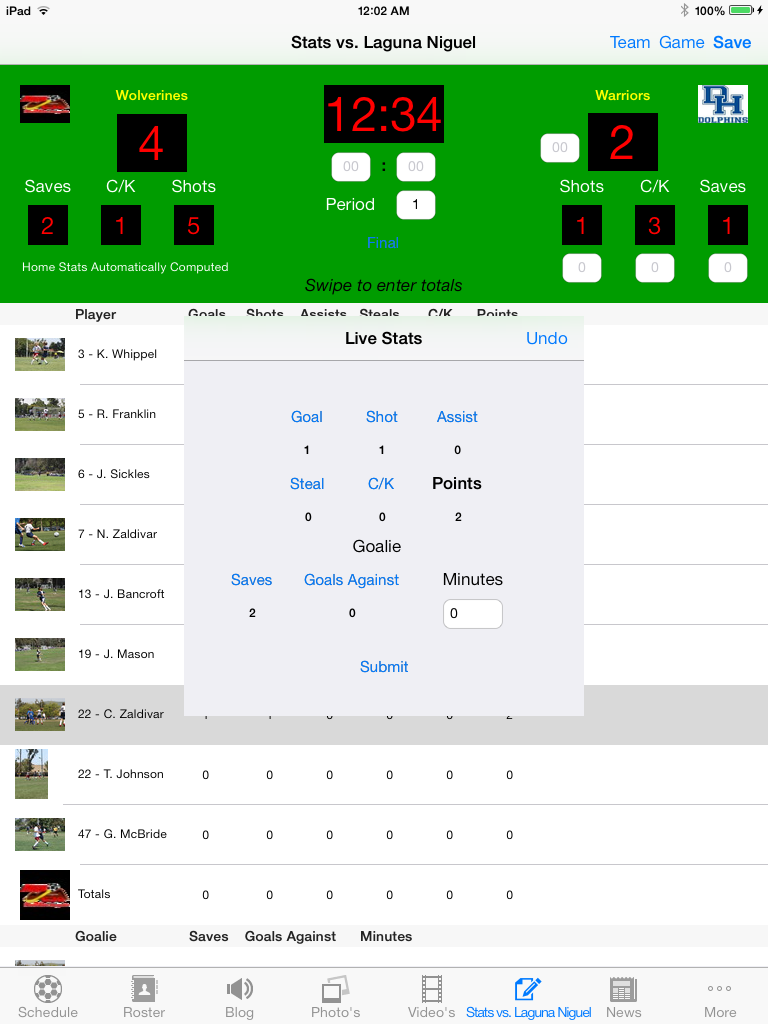 iPad 12:02 AM 100%
Stats vs. Laguna Niguel Team Game Save
Wolverines 12:34 Warriors DH DOLPHINS
4 00 2
00 : 00
Saves C/K Shots Period 1 Shots C/K Saves
2 1 5 1 3 1
Final
Home Stats Automatically Computed 0 0 0
Swipe to enter totals
Player Goals Shots Assists Steals C/K Points
Live Stats Undo
3 - K. Whippel
5 - R. Franklin
6 - J. Sickles
7 - N. Zaldivar
13 - J. Bancroft
19 - J. Mason
Goal Shot Assist
1 1 0
Steal C/K Points
0 0 2
Goalie
Saves Goals Against Minutes
2 0 0
Submit
22 - C. Zaldivar 1 1 0 0 0 2
22 - T. Johnson 0 0 0 0 0 0
47 - G. McBride 0 0 0 0 0 0
Totals 0 0 0 0 0 0
Goalie Saves Goals Against Minutes
Schedule Roster Blog Photo's Video's Stats vs. Laguna Niguel News More